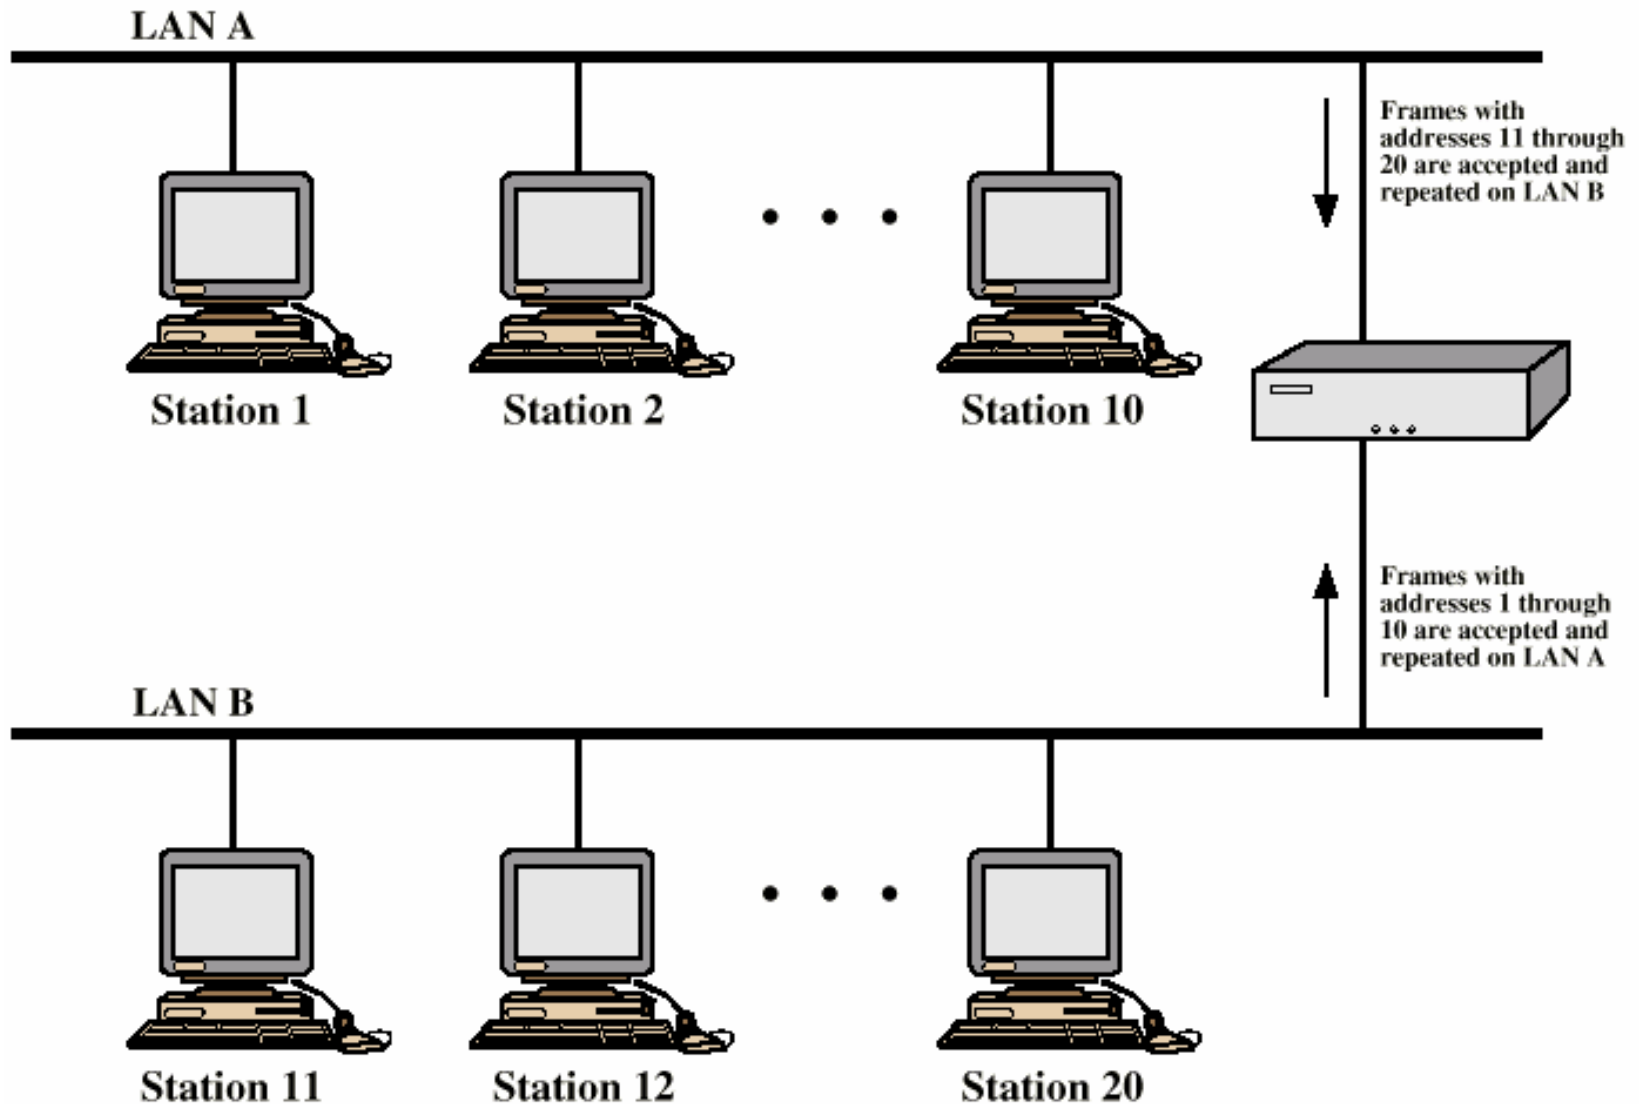 LAN A
Frames with
addresses 11 through
20 are accepted and
repeated on LAN B
Station 1
Station 2
Station 10
Frames with
addresses 1 through
10 are accepted and
repeated on LAN A
LAN B
Station 11
Station 12
Station 20